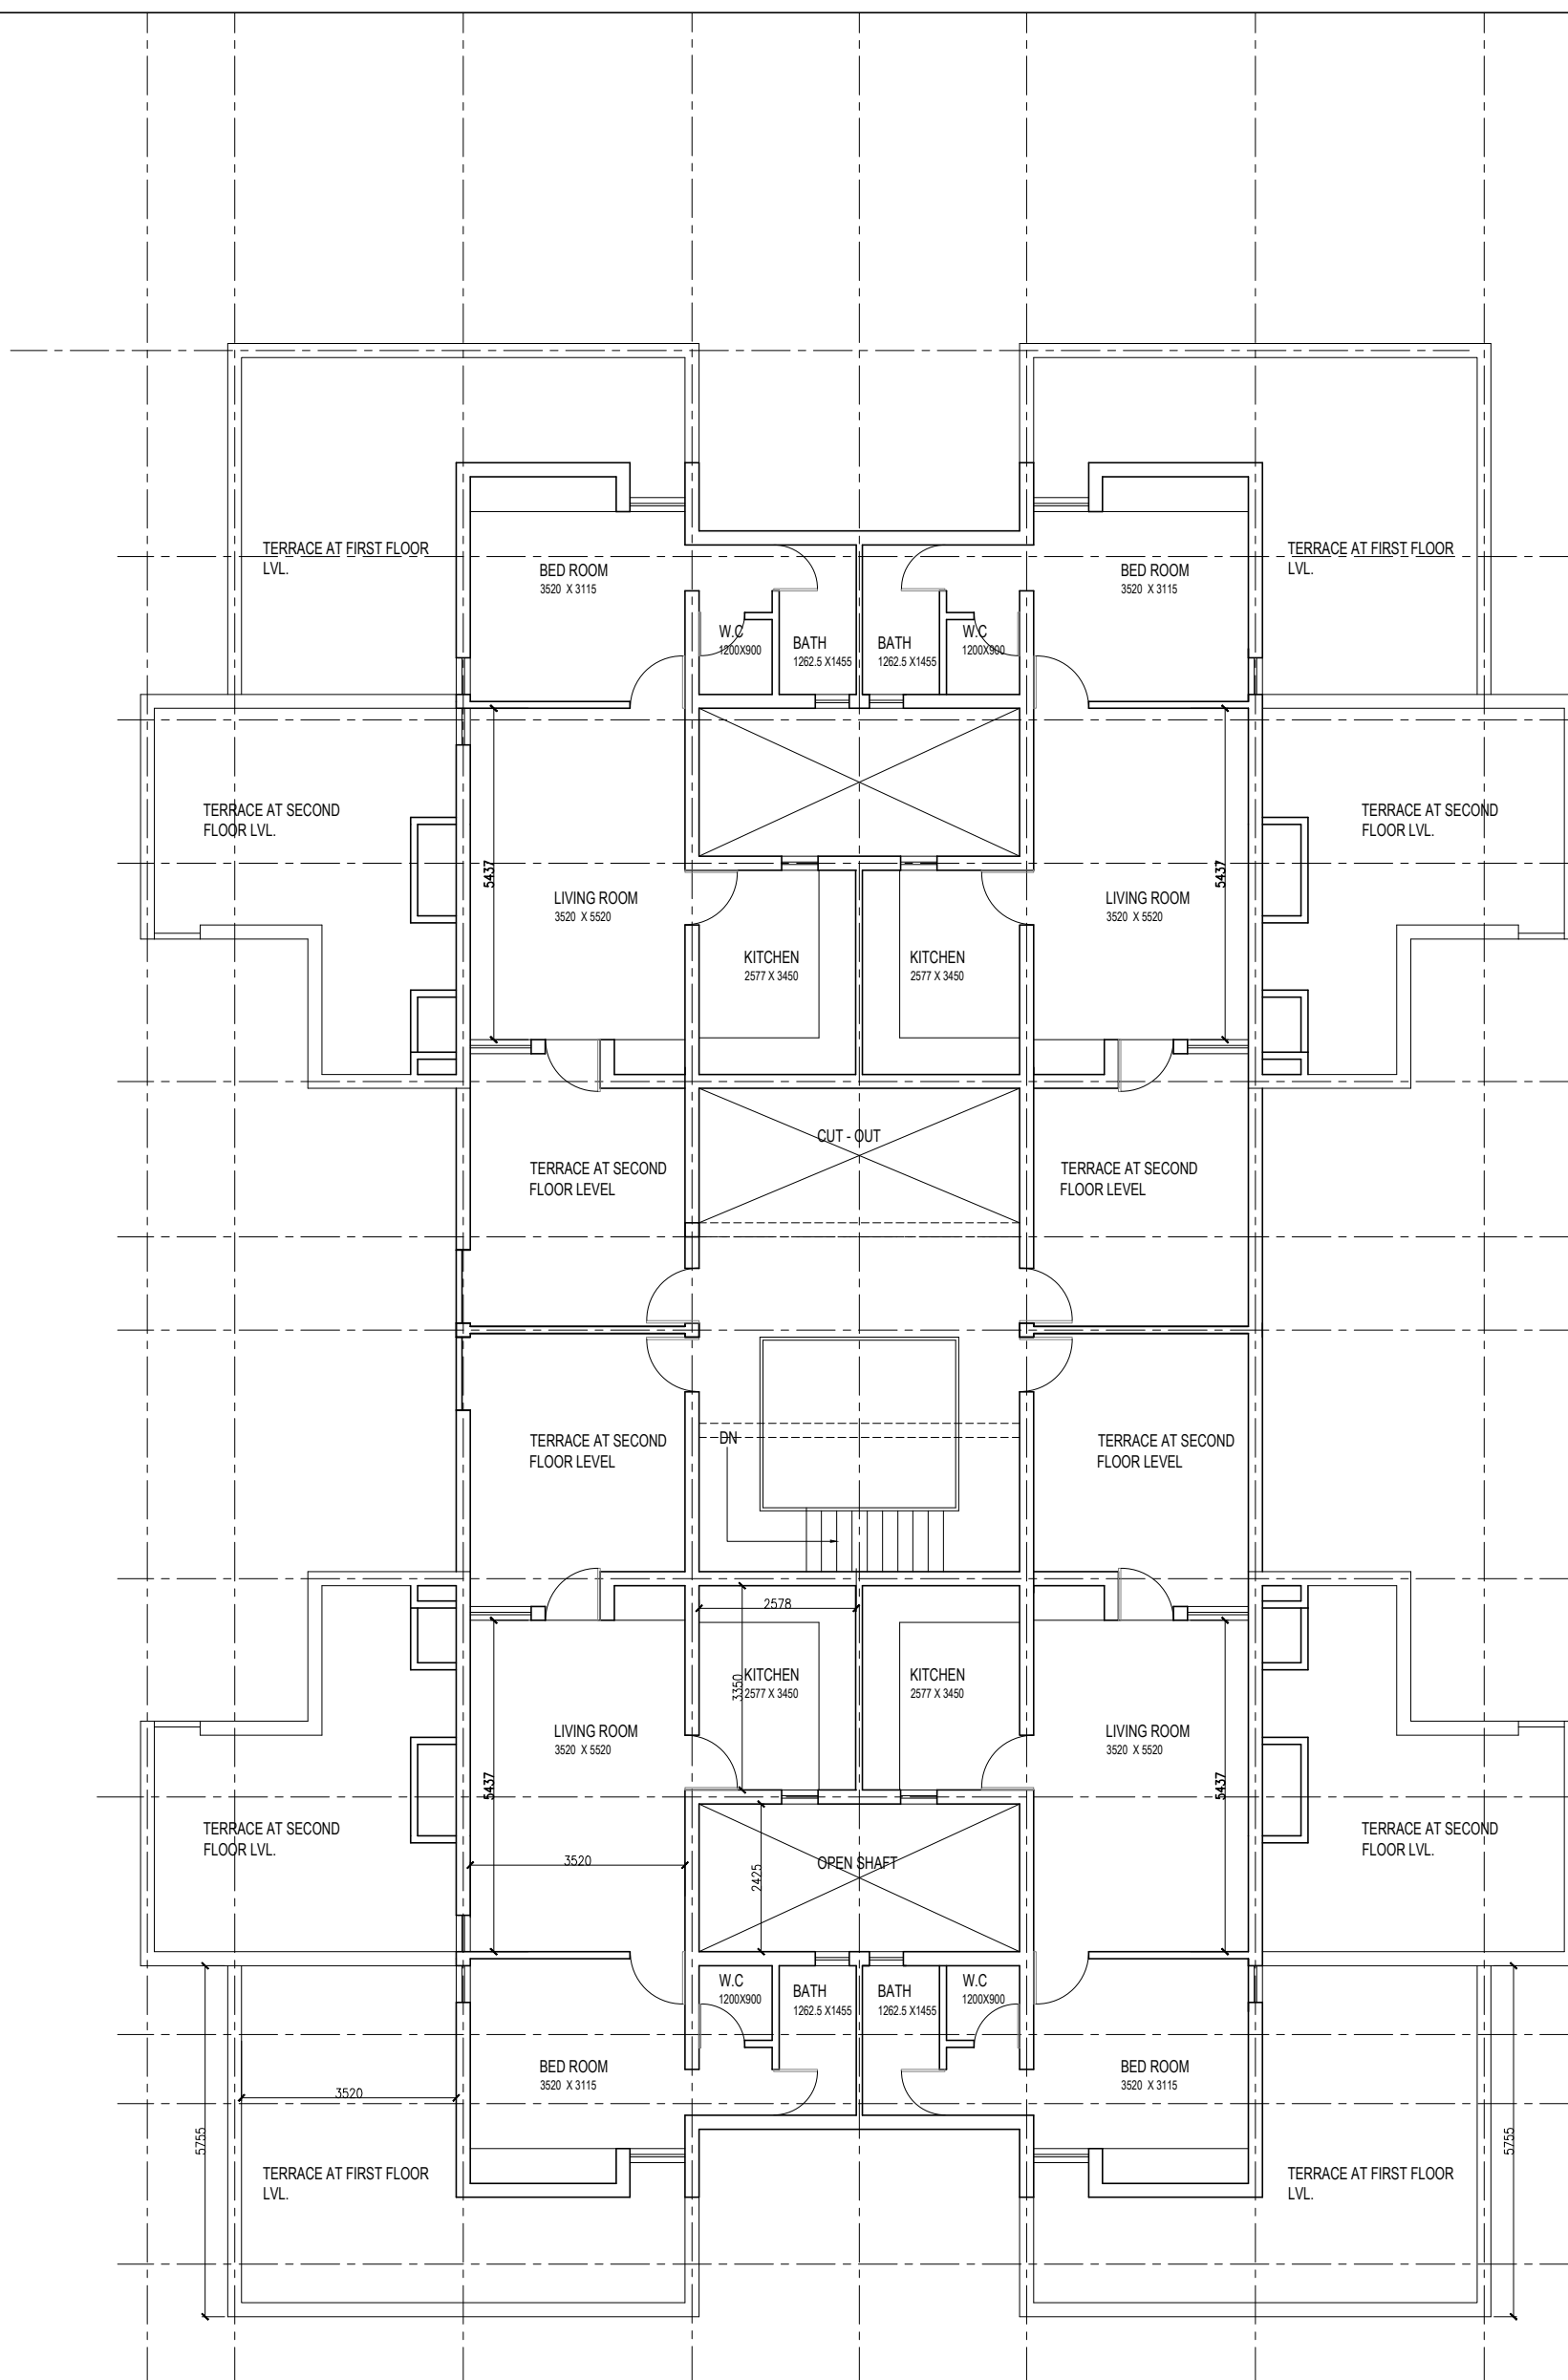 TERRACE AT FIRST FLOOR
LVL.
BED ROOM
3520 X 3115
BED ROOM
3520 X 3115
TERRACE AT FIRST FLOOR
LVL.
W.C
1200X900
BATH
1262.5 X1455
BATH
1262.5 X1455
W.C
1200X900
TERRACE AT SECOND
FLOOR LVL.
5437
LIVING ROOM
3520 X 5520
LIVING ROOM
3520 X 5520
5437
TERRACE AT SECOND
FLOOR LVL.
KITCHEN
2577 X 3450
KITCHEN
2577 X 3450
CUT - OUT
TERRACE AT SECOND
FLOOR LEVEL
TERRACE AT SECOND
FLOOR LEVEL
DN
TERRACE AT SECOND
FLOOR LEVEL
TERRACE AT SECOND
FLOOR LEVEL
2578
3350
KITCHEN
2577 X 3450
KITCHEN
2577 X 3450
LIVING ROOM
3520 X 5520
LIVING ROOM
3520 X 5520
5437
5437
TERRACE AT SECOND
FLOOR LVL.
3520
2425
OPEN SHAFT
TERRACE AT SECOND
FLOOR LVL.
W.C
1200X900
BATH
1262.5 X1455
BATH
1262.5 X1455
W.C
1200X900
BED ROOM
3520 X 3115
BED ROOM
3520 X 3115
3520
5755
5755
TERRACE AT FIRST FLOOR
LVL.
TERRACE AT FIRST FLOOR
LVL.